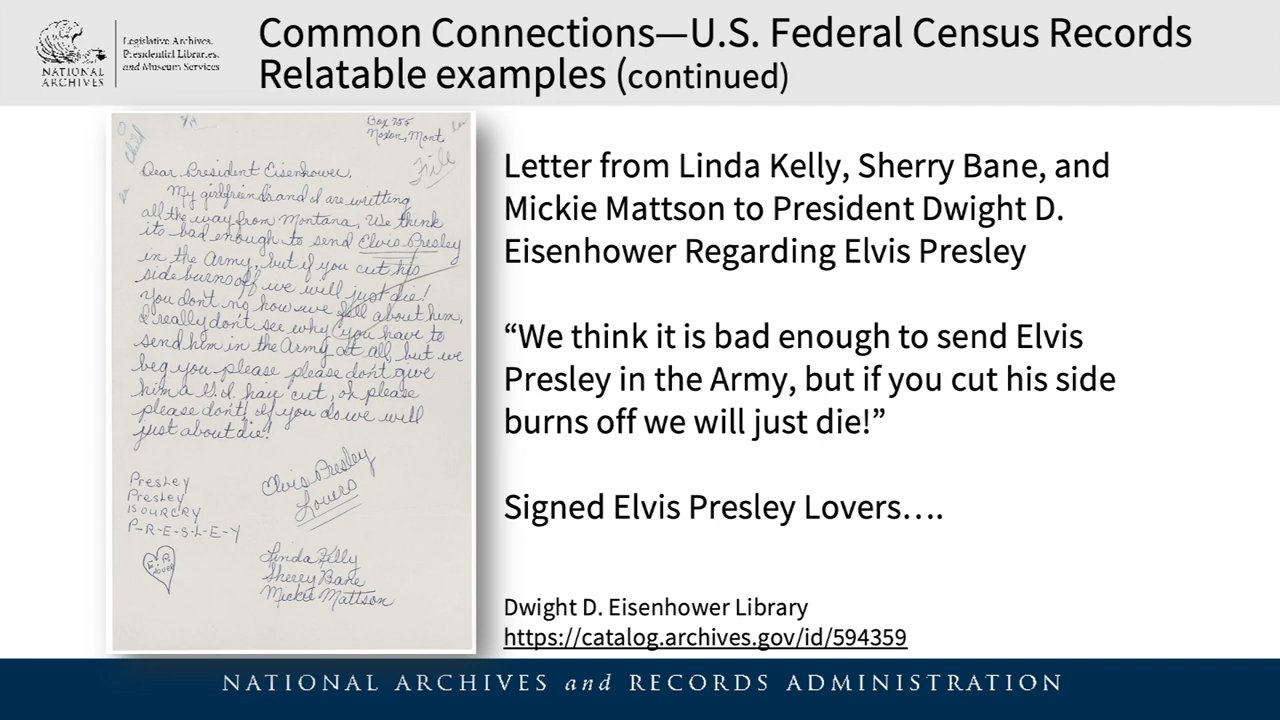 NATIONAL
ARCHIVES
Legislative Archives,
Presidential Libraries,
and Museum Services
Common Connections—U.S. Federal Census Records
Relatable examples (continued)
Box 755
Noxon, Mont.
File
Child
Dear President Eisenhower,
My girlfriend's and I are writting
all the way from Montana, We think
its bad enough to send Elvis Presley
in the Army, but if you cut his
side burns off we will just die!
You don't no how we fell about him,
I really don't see why you have to
send him in the Army at all, but we
beg you please please don't give
him a G.I. hair cut, oh please
please don't! If you do we will
just about die!
Elvis Presley
Lovers
Presley
Presley
IS OUR CRY
P-R-E-S-L-E-Y
Linda Kelly
Sherry Bane
Mickie Mattson
Letter from Linda Kelly, Sherry Bane, and
Mickie Mattson to President Dwight D.
Eisenhower Regarding Elvis Presley
“We think it is bad enough to send Elvis
Presley in the Army, but if you cut his side
burns off we will just die!”
Signed Elvis Presley Lovers….
Dwight D. Eisenhower Library
https://catalog.archives.gov/id/594359
NATIONAL ARCHIVES and RECORDS ADMINISTRATION